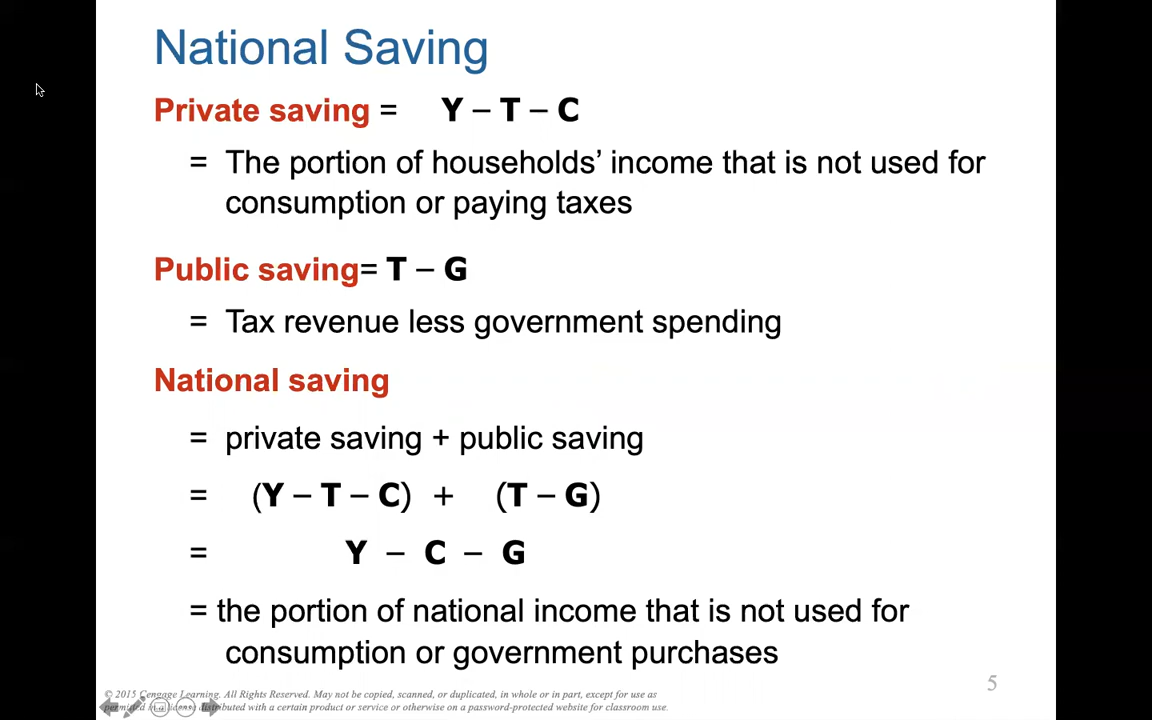 National Saving
Private saving = Y – T – C
= The portion of households’ income that is not used for
consumption or paying taxes
Public saving= T – G
= Tax revenue less government spending
National saving
= private saving + public saving
= (Y – T – C) + (T – G)
= Y – C – G
= the portion of national income that is not used for
consumption or government purchases
5
© 2015 Cengage Learning. All Rights Reserved. May not be copied, scanned, or duplicated, in whole or in part, except for use as
permitted in a license distributed with a certain product or service or otherwise on a password-protected website for classroom use.